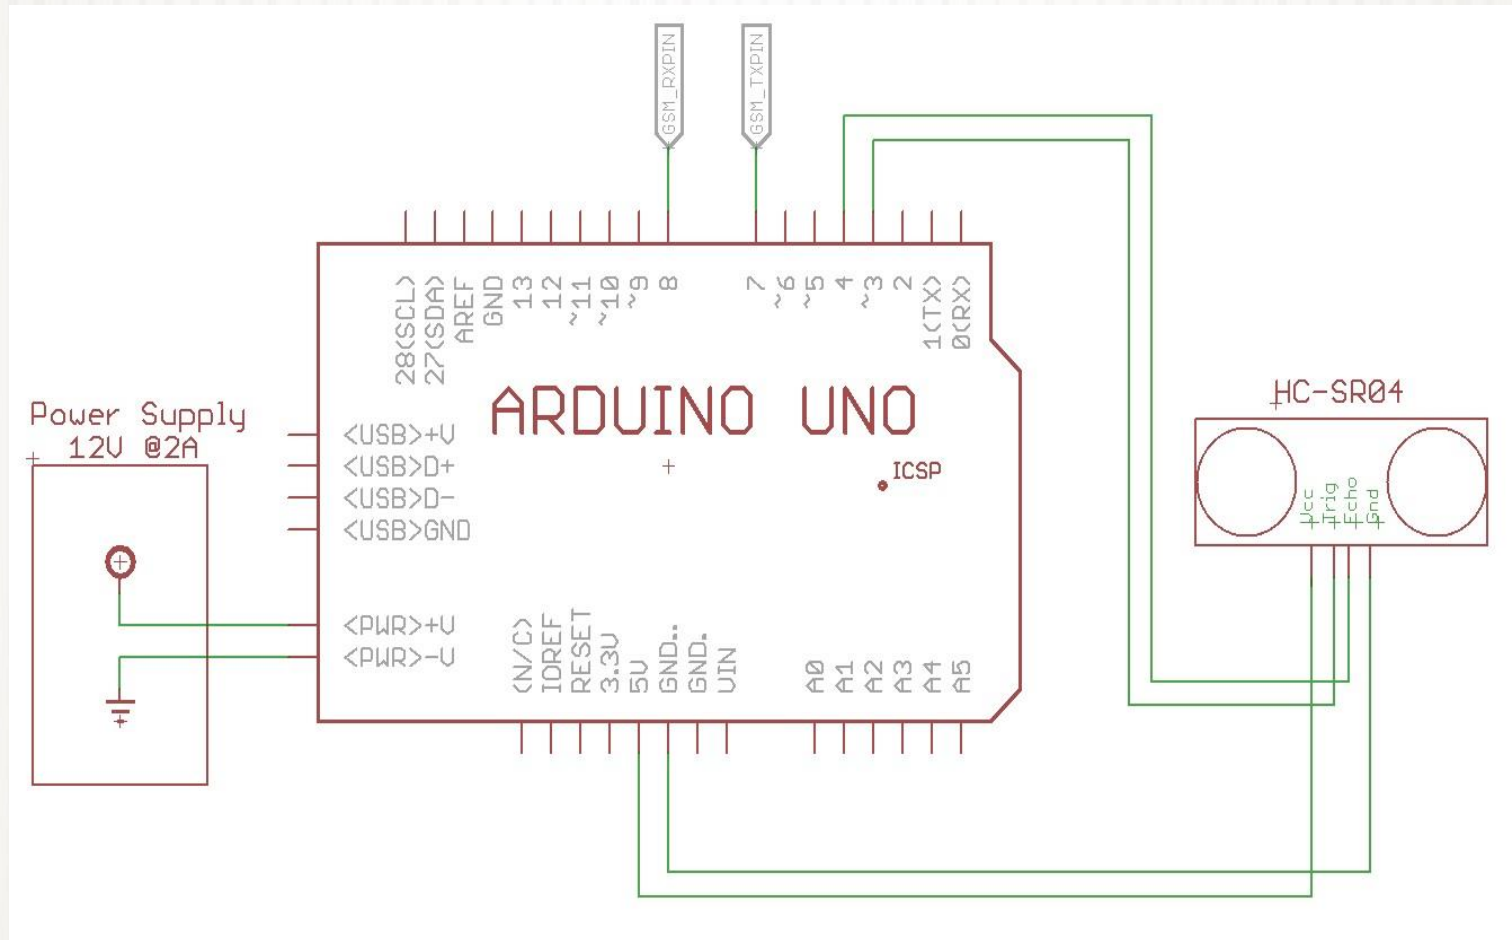 GSM_RXPIN
GSM_TXPIN
28(SCL)
27(SDA)
AREF
GND
13
12
~11
~10
~9
8
7
~6
~5
4
~3
2
1(TX)
0(RX)
ARDUINO UNO
ICSP
Power Supply
12V @2A
<USB>+V
<USB>D+
<USB>D-
<USB>GND
<PWR>+V
<PWR>-V
(N/C)
IOREF
RESET
3.3V
5V
GND..
GND.
VIN
A0
A1
A2
A3
A4
A5
HC-SR04
Vcc
Trig
Echo
Gnd